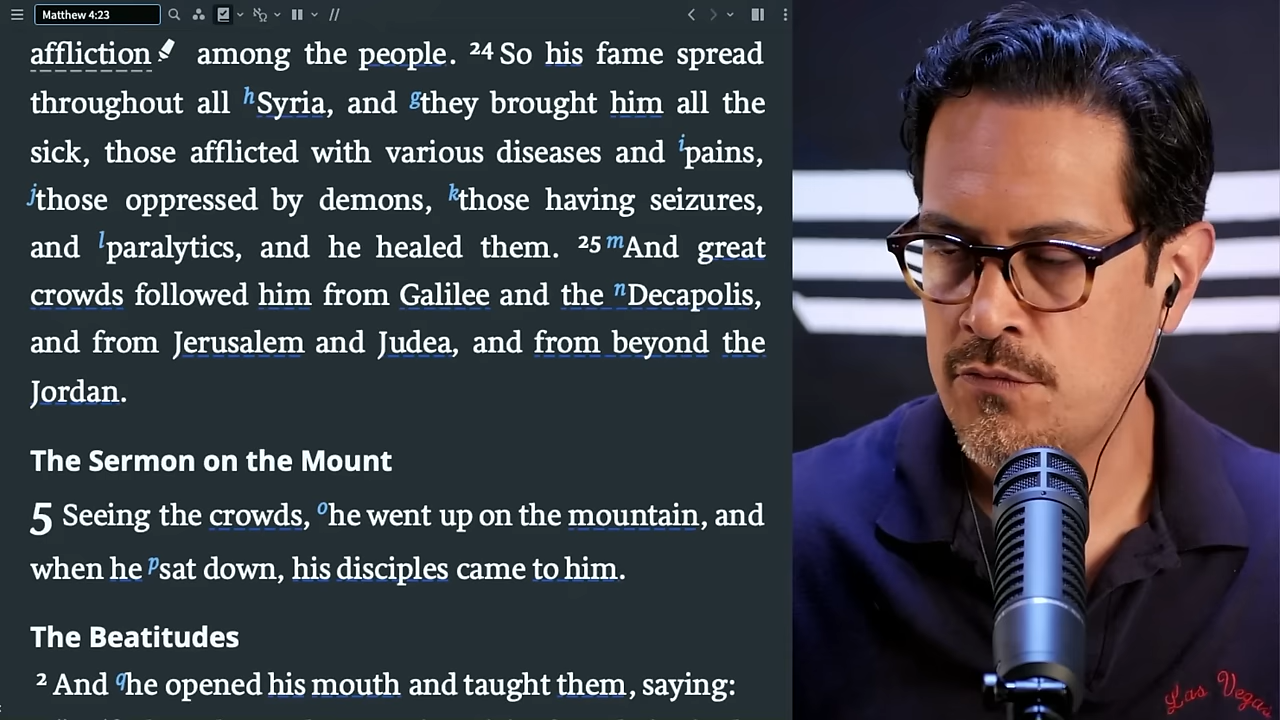 Matthew 4:23
affliction among the people. 24 So his fame spread
throughout all hSyria, and gthey brought him all the
sick, those afflicted with various diseases and ipains,
jthose oppressed by demons, kthose having seizures,
and lparalytics, and he healed them. 25 mAnd great
crowds followed him from Galilee and the nDecapolis,
and from Jerusalem and Judea, and from beyond the
Jordan.
The Sermon on the Mount
5 Seeing the crowds, ohe went up on the mountain, and
when he psat down, his disciples came to him.
The Beatitudes
2 And qhe opened his mouth and taught them, saying:
Las Vegas